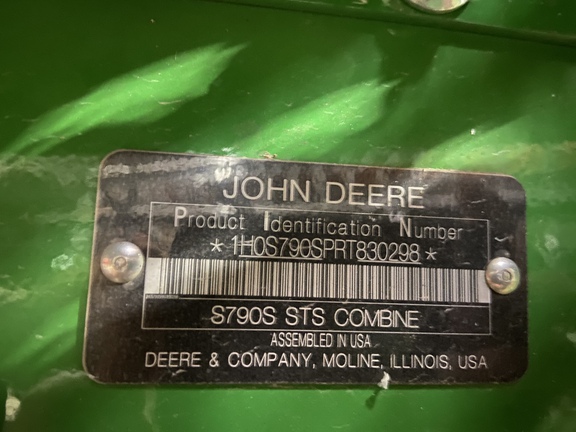 JOHN DEERE
Product Identification Number
*1H0S790SPRT830298*
S790S STS COMBINE
ASSEMBLED IN USA
DEERE & COMPANY, MOLINE, ILLINOIS, USA